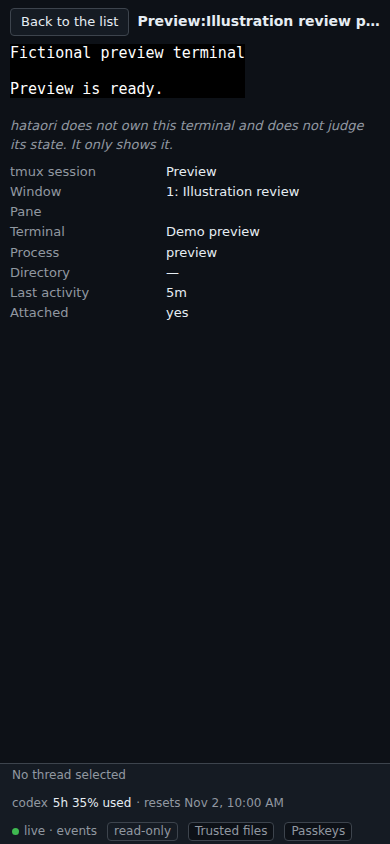 Back to the list Preview:Illustration review p…
Fictional preview terminal
Preview is ready.
hataori does not own this terminal and does not judge
its state. It only shows it.
tmux session Preview
Window 1: Illustration review
Pane
Terminal Demo preview
Process preview
Directory —
Last activity 5m
Attached yes
No thread selected
codex 5h 35% used · resets Nov 2, 10:00 AM
live · events read-only Trusted files Passkeys